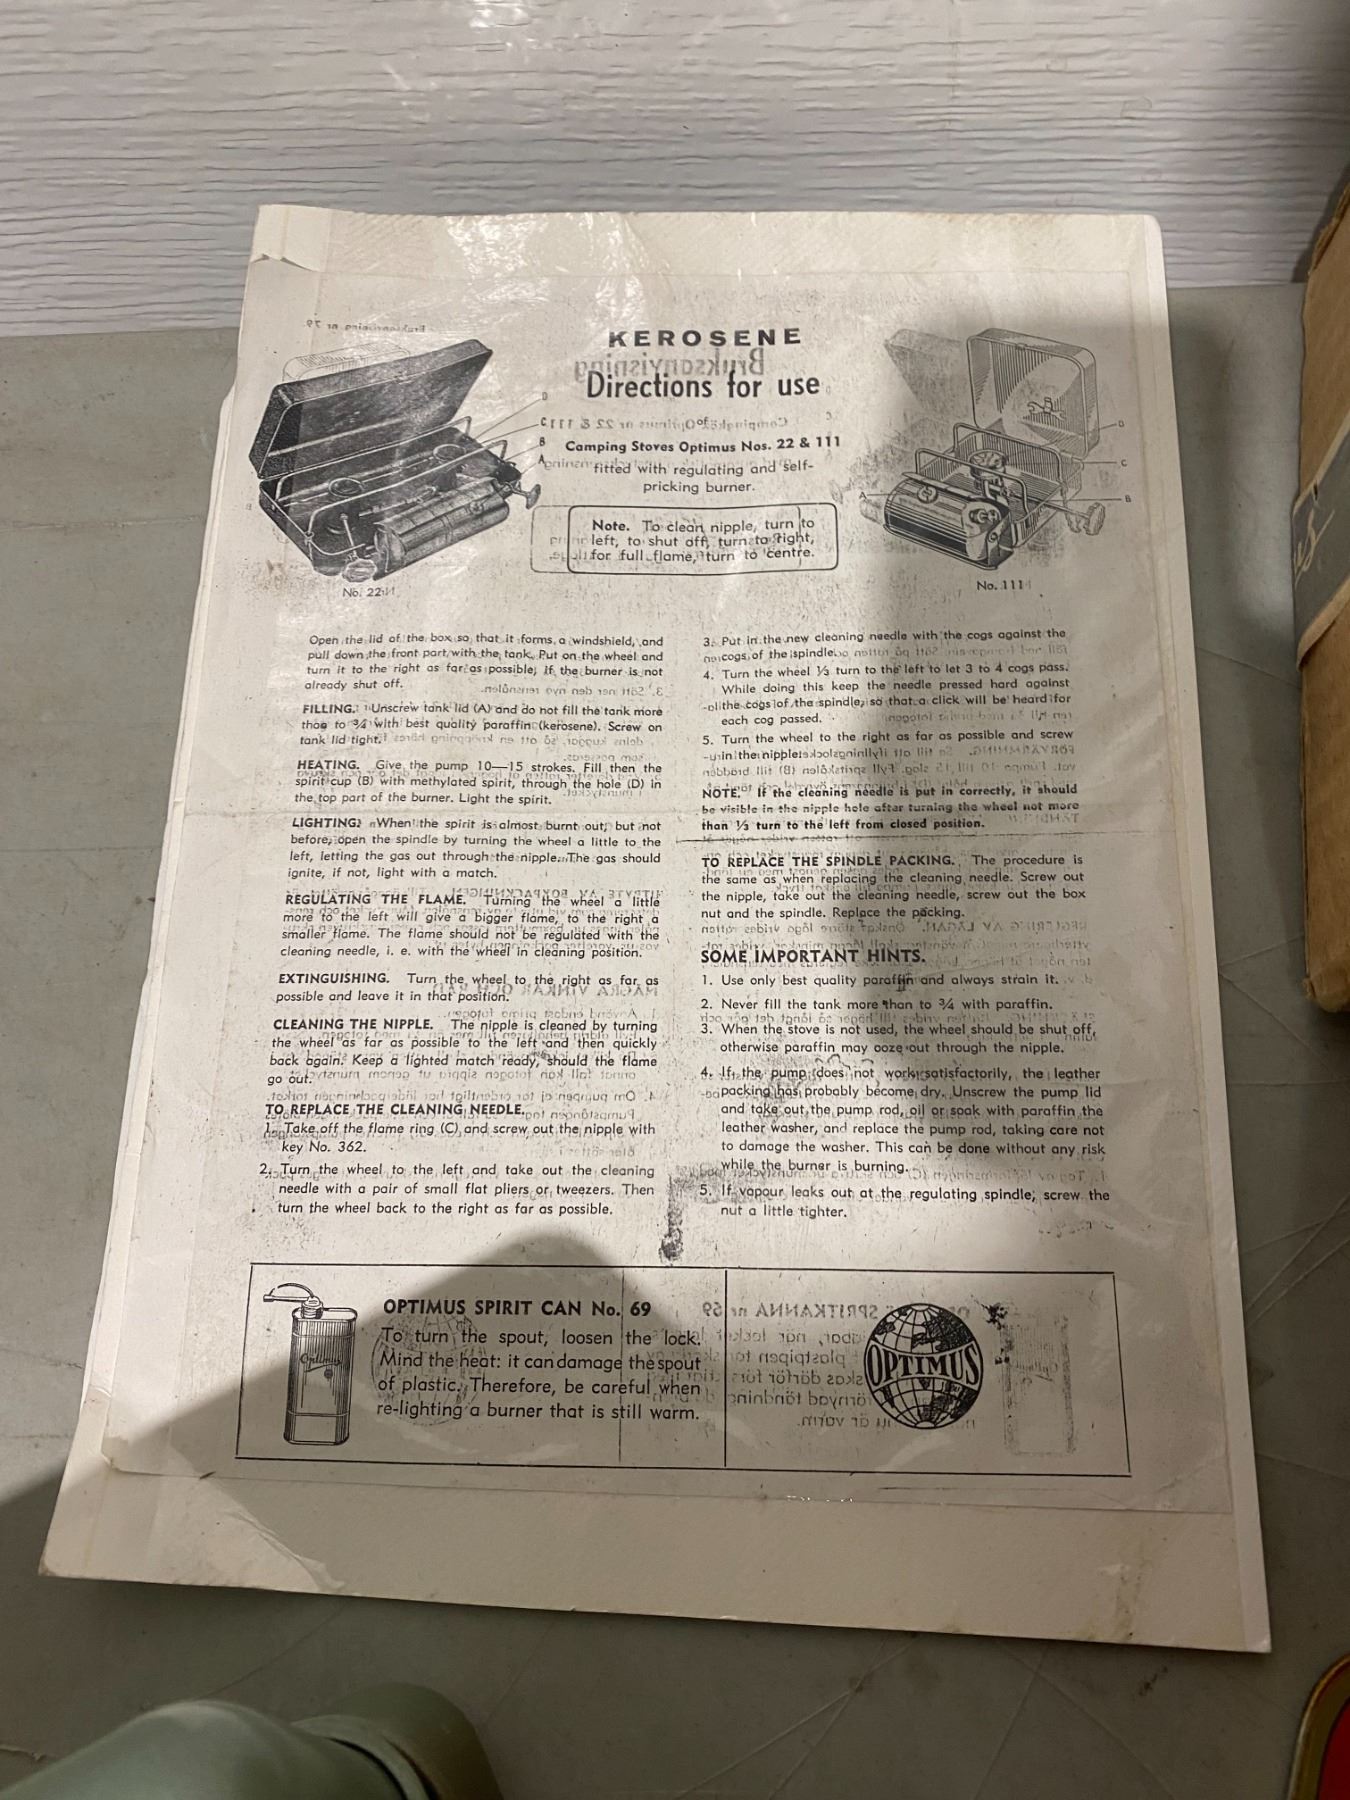 KEROSENE
Directions for use
of
Camping Stoves Optimus Nos. 22 & 111
fitted with regulating and self-
pricking burner.
Note. To clean nipple, turn to
left, to shut off, turn to right,
for full flame, turn to centre.
D
C
B
A
B
No. 22
D
C
B
A
No. 111
Open the lid of the box so that it forms a windshield, and
pull down the front part with the tank. Put on the wheel and
turn it to the right as far as possible, if the burner is not
already shut off.
FILLING. Unscrew tank lid (A) and do not fill the tank more
than to ¾ with best quality paraffin (kerosene). Screw on
tank lid tight.
HEATING. Give the pump 10—15 strokes. Fill then the
spirit cup (B) with methylated spirit, through the hole (D) in
the top part of the burner. Light the spirit.
LIGHTING. When the spirit is almost burnt out, but not
before, open the spindle by turning the wheel a little to the
left, letting the gas out through the nipple. The gas should
ignite, if not, light with a match.
REGULATING THE FLAME. Turning the wheel a little
more to the left will give a bigger flame, to the right a
smaller flame. The flame should not be regulated with the
cleaning needle, i. e. with the wheel in cleaning position.
EXTINGUISHING. Turn the wheel to the right as far as
possible and leave it in that position.
CLEANING THE NIPPLE. The nipple is cleaned by turning
the wheel as far as possible to the left and then quickly
back again. Keep a lighted match ready, should the flame
go out.
TO REPLACE THE CLEANING NEEDLE.
1. Take off the flame ring (C) and screw out the nipple with
key No. 362.
2. Turn the wheel to the left and take out the cleaning
needle with a pair of small flat pliers or tweezers. Then
turn the wheel back to the right as far as possible.
3. Put in the new cleaning needle with the cogs against the
cogs of the spindle.
4. Turn the wheel ⅓ turn to the left to let 3 to 4 cogs pass.
While doing this keep the needle pressed hard against
the cogs of the spindle, so that a click will be heard for
each cog passed.
5. Turn the wheel to the right as far as possible and screw
in the nipple.
NOTE. If the cleaning needle is put in correctly, it should
be visible in the nipple hole after turning the wheel not more
than ⅓ turn to the left from closed position.
TO REPLACE THE SPINDLE PACKING. The procedure is
the same as when replacing the cleaning needle. Screw out
the nipple, take out the cleaning needle, screw out the box
nut and the spindle. Replace the packing.
SOME IMPORTANT HINTS.
1. Use only best quality paraffin and always strain it.
2. Never fill the tank more than to ¾ with paraffin.
3. When the stove is not used, the wheel should be shut off,
otherwise paraffin may ooze out through the nipple.
4. If the pump does not work satisfactorily, the leather
packing has probably become dry. Unscrew the pump lid
and take out the pump rod, oil or soak with paraffin the
leather washer, and replace the pump rod, taking care not
to damage the washer. This can be done without any risk
while the burner is burning.
5. If vapour leaks out at the regulating spindle, screw the
nut a little tighter.
Optimus
OPTIMUS SPIRIT CAN No. 69
To turn the spout, loosen the lock.
Mind the heat: it can damage the spout
of plastic. Therefore, be careful when
re-lighting a burner that is still warm.
OPTIMUS